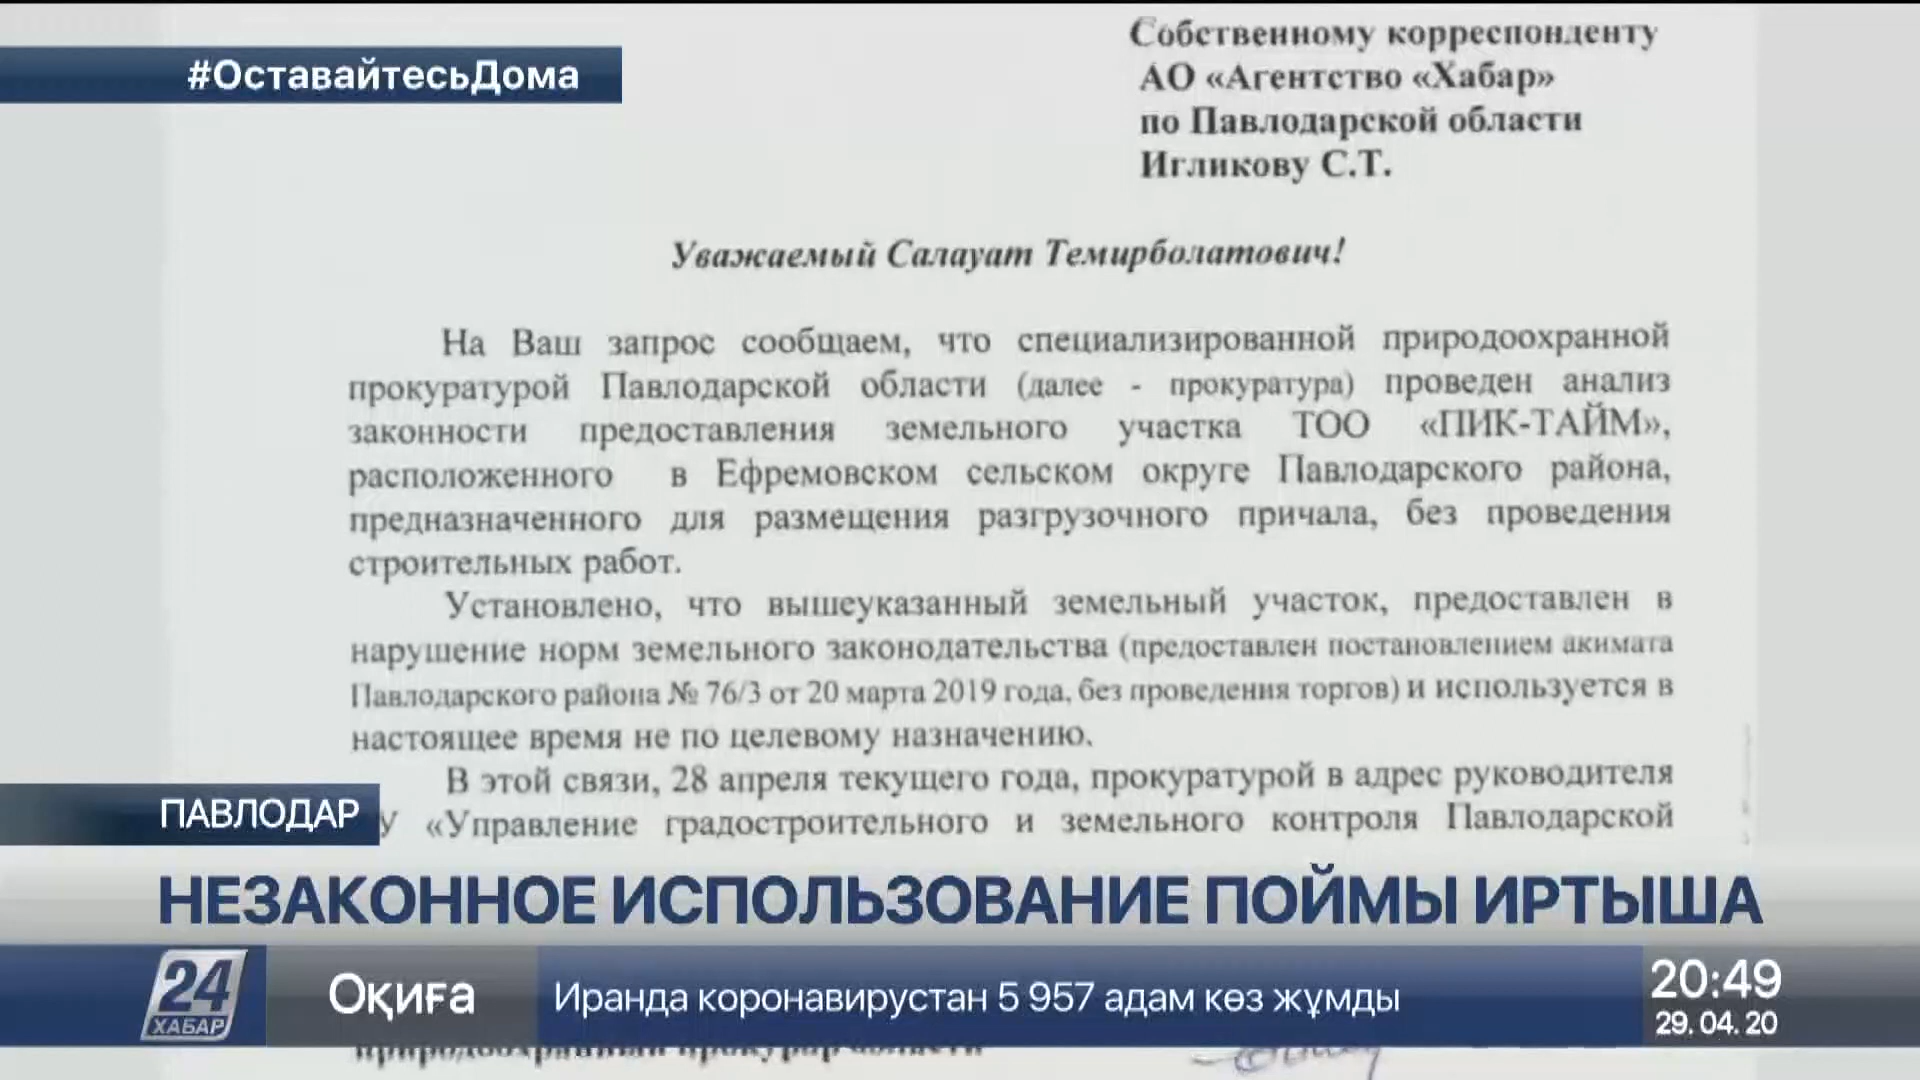 Собственному корреспонденту
АО «Агентство «Хабар»
по Павлодарской области
Игликову С.Т.
#ОставайтесьДома
Уважаемый Салауат Темирболатович!
На Ваш запрос сообщаем, что специализированной природоохранной
прокуратурой Павлодарской области (далее - прокуратура) проведен анализ
законности предоставления земельного участка ТОО «ПИК-ТАЙМ»,
расположенного в Ефремовском сельском округе Павлодарского района,
предназначенного для размещения разгрузочного причала, без проведения
строительных работ.
Установлено, что вышеуказанный земельный участок, предоставлен в
нарушение норм земельного законодательства (предоставлен постановлением акимата
Павлодарского района № 76/3 от 20 марта 2019 года, без проведения торгов) и используется в
настоящее время не по целевому назначению.
В этой связи, 28 апреля текущего года, прокуратурой в адрес руководителя
У «Управление градостроительного и земельного контроля Павлодарской
ПАВЛОДАР
НЕЗАКОННОЕ ИСПОЛЬЗОВАНИЕ ПОЙМЫ ИРТЫША
24
ХАБАР
Оқиға
Иранда коронавирустан 5 957 адам көз жұмды
20:49
29. 04. 20